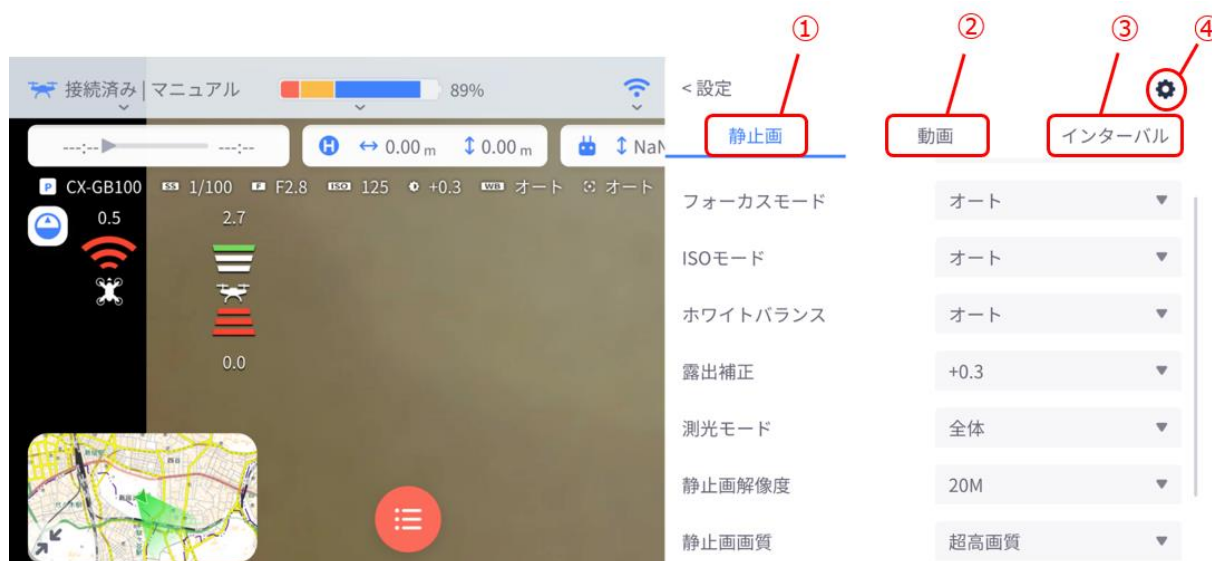 ① ② ③ ④
接続済み | マニュアル 89%
< 設定
静止画 動画 インターバル
---:-- ---:--
H ↔ 0.00 m ↕ 0.00 m
↕ NaN
P CX-GB100 SS 1/100 F F2.8 ISO 125 +0.3 WB オート オート
0.5 2.7
0.0
フォーカスモード オート
ISOモード オート
ホワイトバランス オート
露出補正 +0.3
測光モード 全体
静止画解像度 20M
静止画画質 超高画質